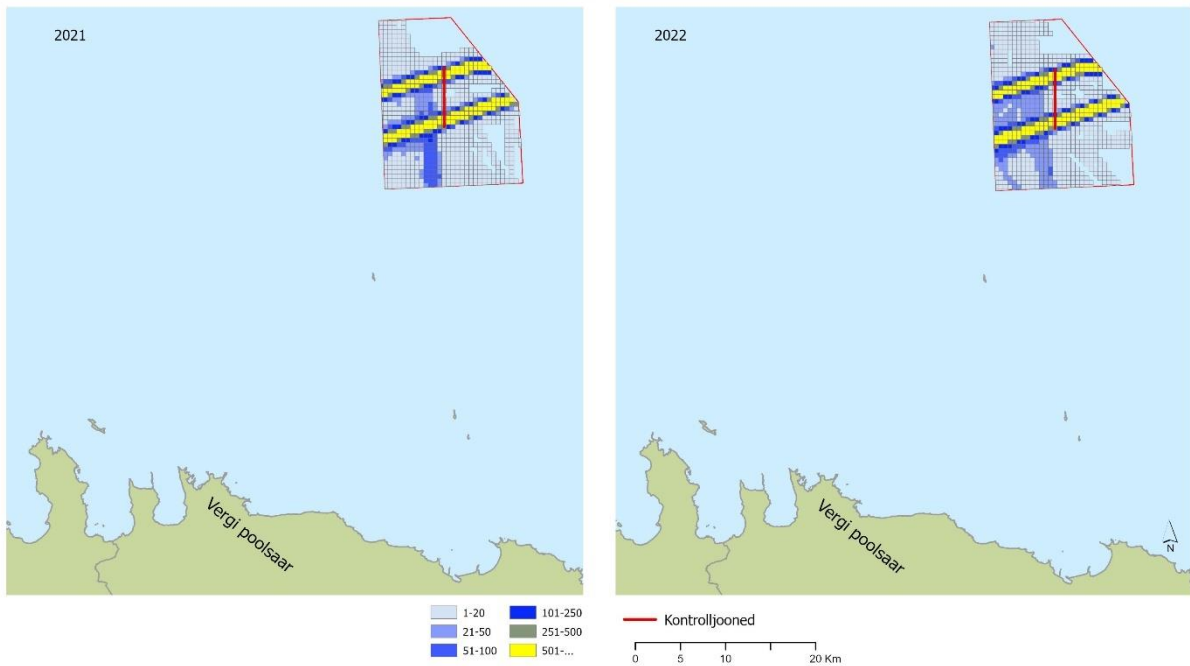 2021
2022
Vergi poolsaar
Vergi poolsaar
N
1-20
21-50
51-100
101-250
251-500
501-...
Kontrolljooned
0 5 10 20 Km